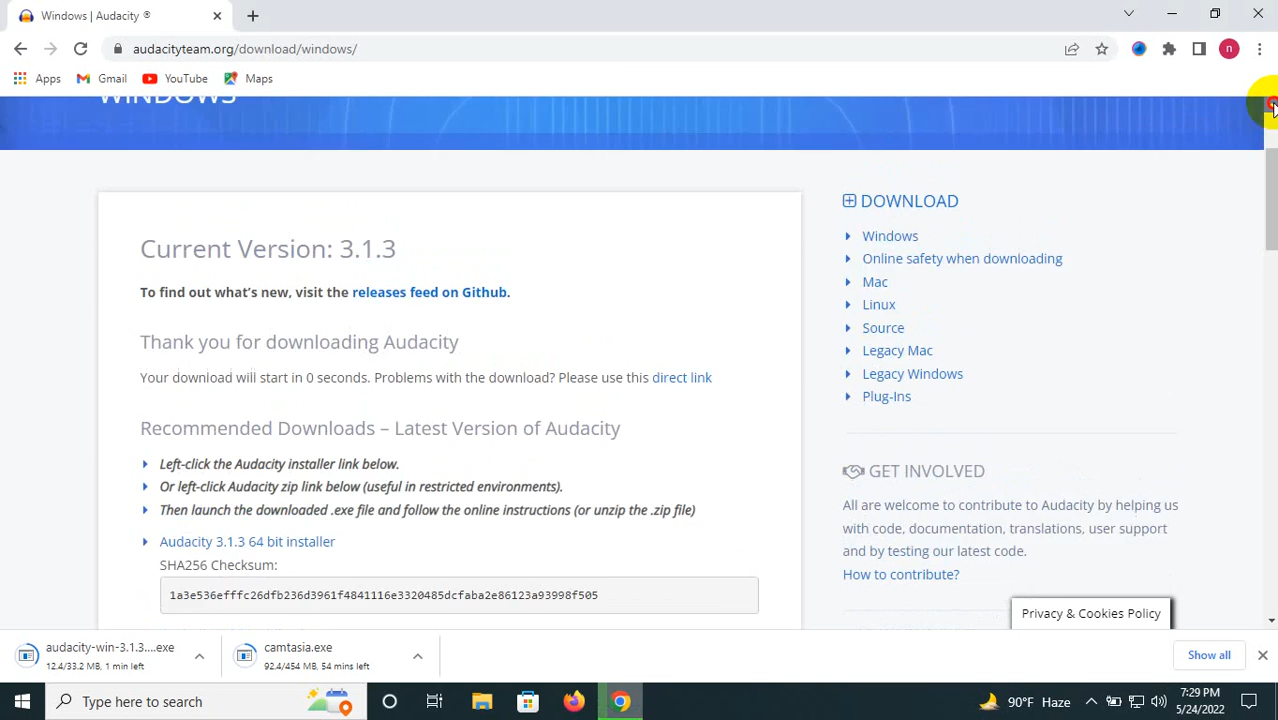 Windows | Audacity ®
audacityteam.org/download/windows/
n
Apps
Gmail
YouTube
Maps
WINDOWS
Current Version: 3.1.3
To find out what's new, visit the releases feed on Github.
Thank you for downloading Audacity
Your download will start in 0 seconds. Problems with the download? Please use this direct link
Recommended Downloads – Latest Version of Audacity
Left-click the Audacity installer link below.
Or left-click Audacity zip link below (useful in restricted environments).
Then launch the downloaded .exe file and follow the online instructions (or unzip the .zip file)
Audacity 3.1.3 64 bit installer
SHA256 Checksum:
1a3e536efffc26dfb236d3961f4841116e3320485dcfaba2e86123a93998f505
DOWNLOAD
Windows
Online safety when downloading
Mac
Linux
Source
Legacy Mac
Legacy Windows
Plug-Ins
GET INVOLVED
All are welcome to contribute to Audacity by helping us
with code, documentation, translations, user support
and by testing our latest code.
How to contribute?
Privacy & Cookies Policy
audacity-win-3.1.3....exe
12.4/33.2 MB, 1 min left
camtasia.exe
92.4/454 MB, 54 mins left
Show all
Type here to search
90°F Haze
7:29 PM
5/24/2022